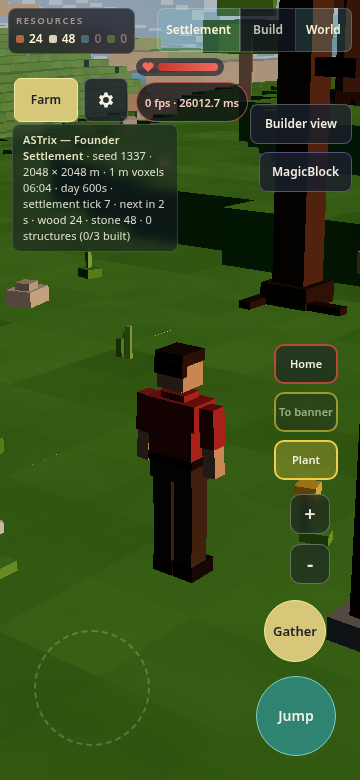 RESOURCES
24 48 0 0
Settlement Build World
Farm
0 fps · 26012.7 ms
Builder view
MagicBlock
ASTrix — Founder
Settlement · seed 1337 ·
2048 × 2048 m · 1 m voxels
06:04 · day 600s ·
settlement tick 7 · next in 2
s · wood 24 · stone 48 · 0
structures (0/3 built)
Home
To banner
Plant
+
-
Gather
Jump